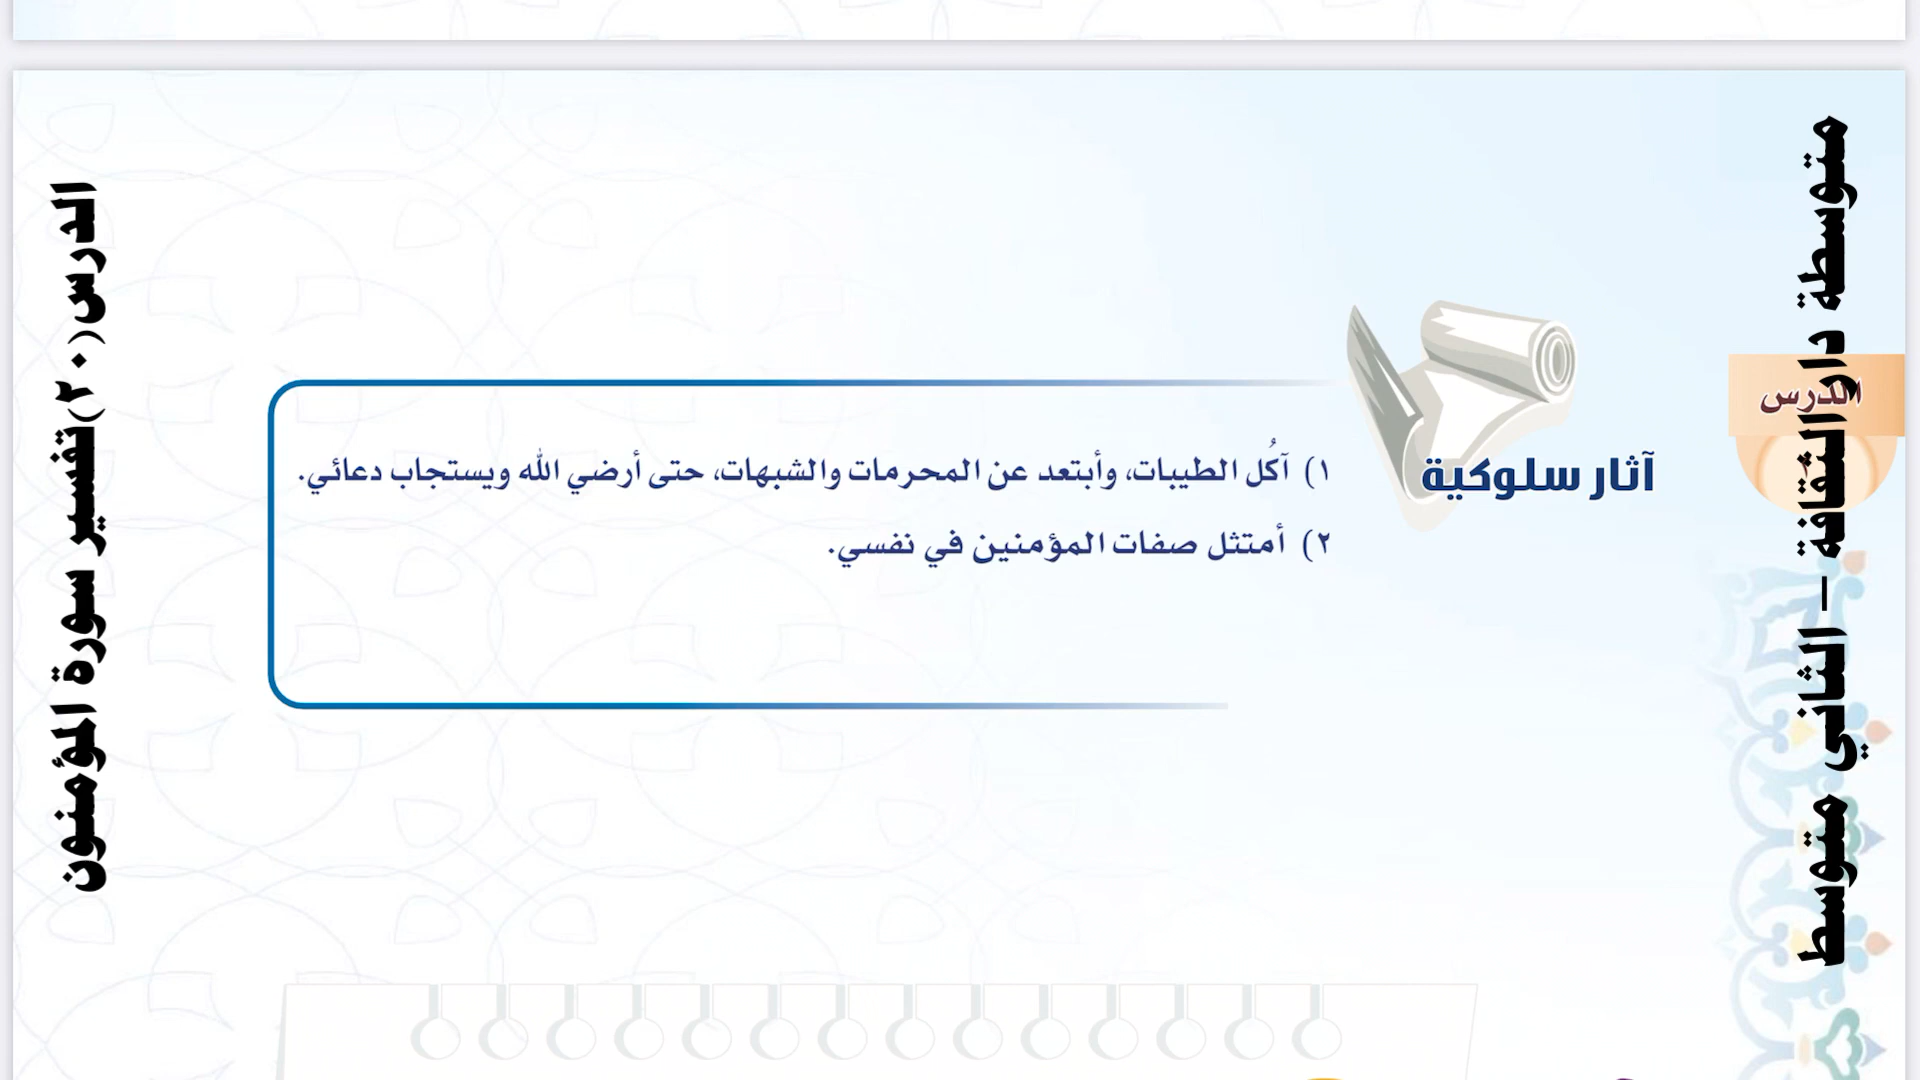 متوسطة دار الثقافة – الثاني متوسط
الدرس
آثار سلوكية
١) آكُل الطيبات، وأبتعد عن المحرمات والشبهات، حتى أرضي الله ويستجاب دعائي.
٢) أمتثل صفات المؤمنين في نفسي.
الدرس(٢٠)تفسير سورة المؤمنون